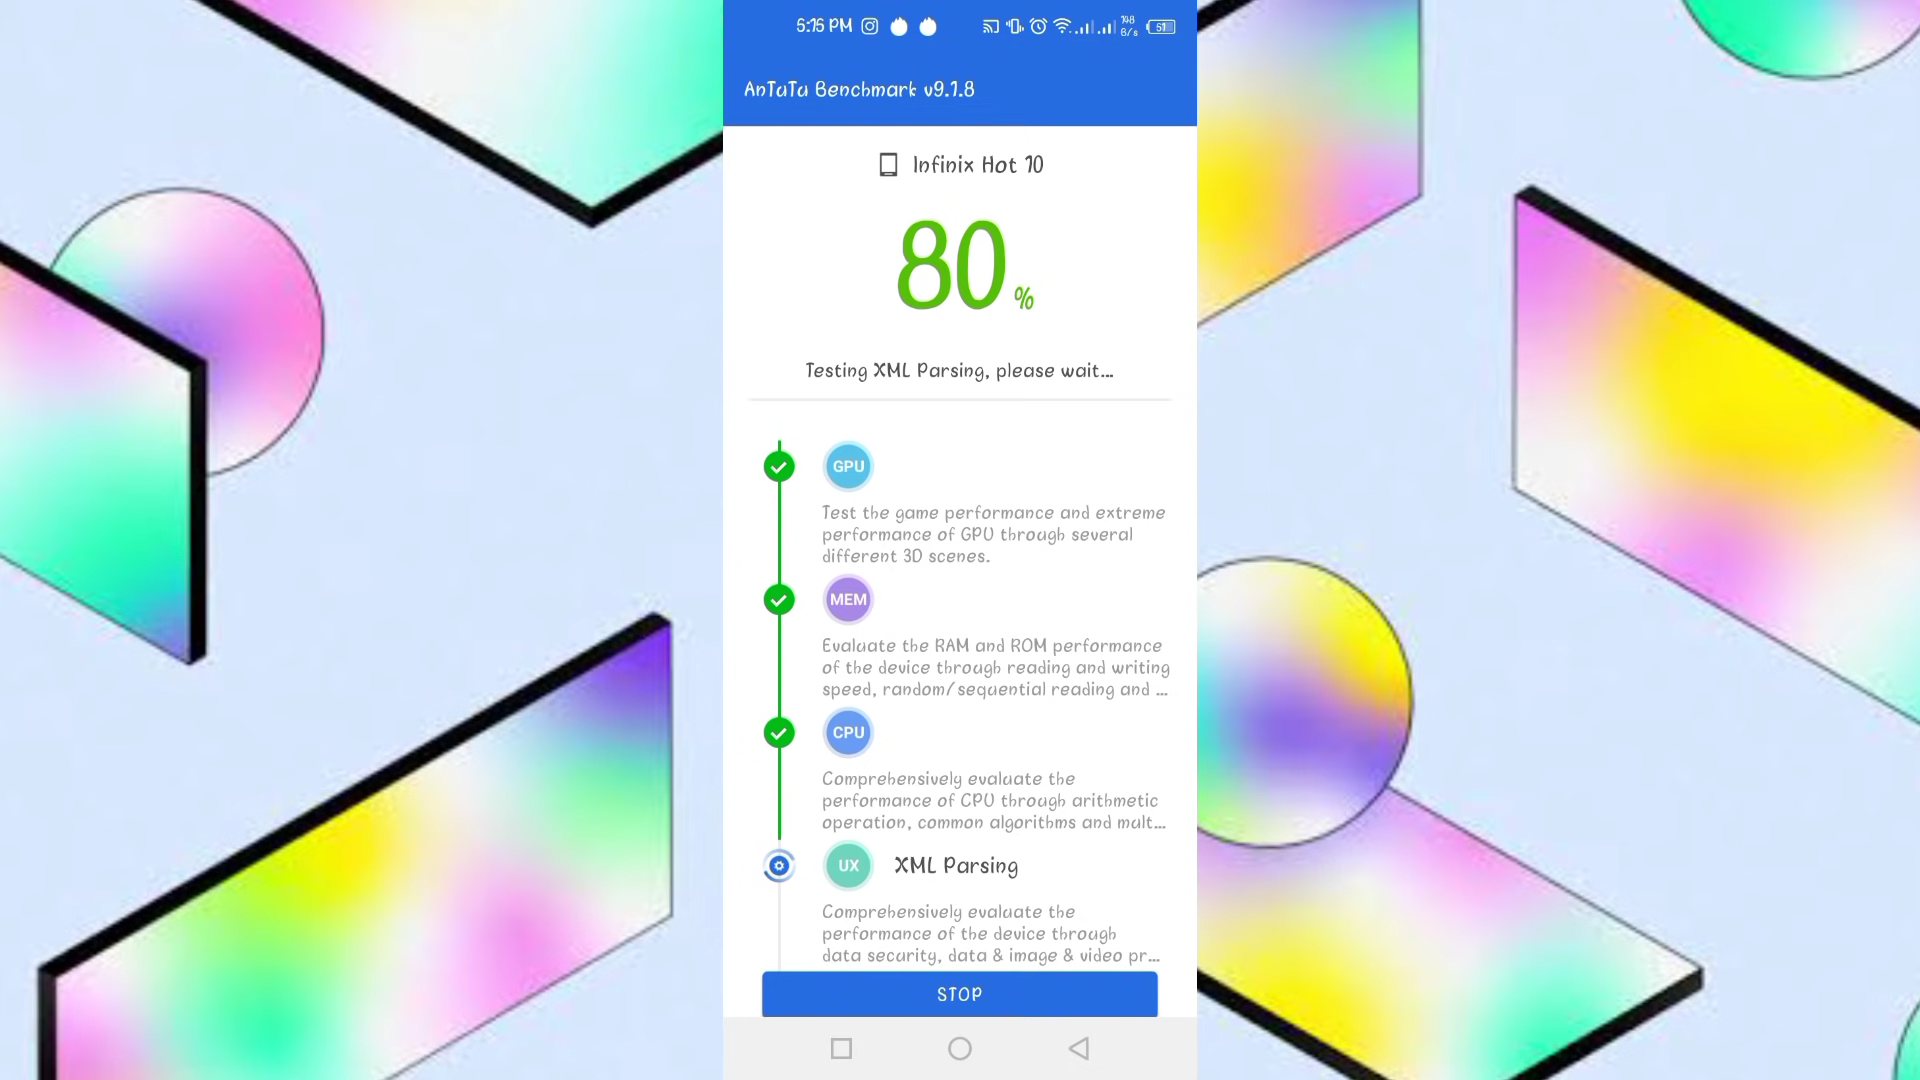 5:15 PM
148
B/s
51
AnTuTu Benchmark v9.1.8
Infinix Hot 10
80 %
Testing XML Parsing, please wait...
GPU
Test the game performance and extreme
performance of GPU through several
different 3D scenes.
MEM
Evaluate the RAM and ROM performance
of the device through reading and writing
speed, random/sequential reading and ...
CPU
Comprehensively evaluate the
performance of CPU through arithmetic
operation, common algorithms and mult...
UX XML Parsing
Comprehensively evaluate the
performance of the device through
data security, data & image & video pr...
STOP